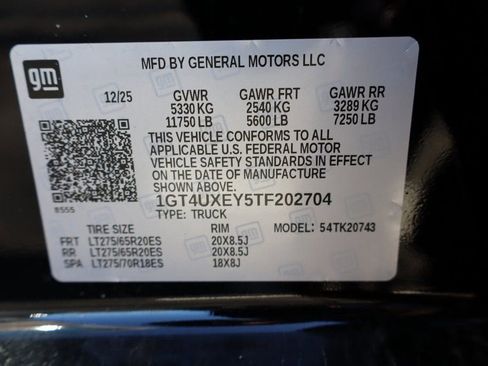 gm
MFD BY GENERAL MOTORS LLC
12/25 GVWR GAWR FRT GAWR RR
5330 KG 2540 KG 3289 KG
11750 LB 5600 LB 7250 LB
THIS VEHICLE CONFORMS TO ALL
APPLICABLE U.S. FEDERAL MOTOR
VEHICLE SAFETY STANDARDS IN EFFECT
ON THE DATE OF MANUFACTURE
SHOWN ABOVE.
8555
1GT4UXEY5TF202704
TYPE: TRUCK
TIRE SIZE RIM 54TK20743
FRT LT275/65R20ES 20X8.5J
RR LT275/65R20ES 20X8.5J
SPA LT275/70R18ES 18X8J